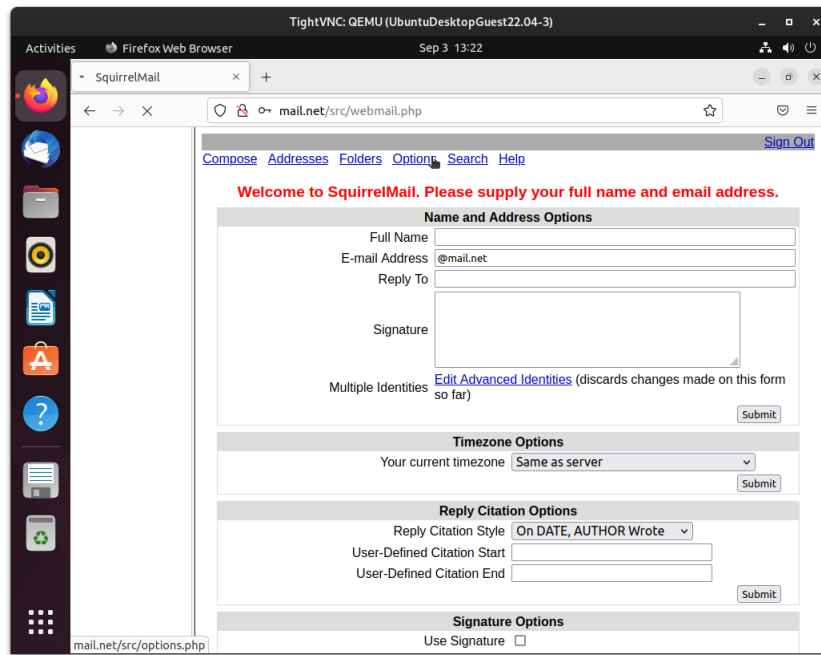 TightVNC: QEMU (UbuntuDesktopGuest22.04-3)
Activities Firefox Web Browser Sep 3 13:22
SquirrelMail
mail.net/src/webmail.php
Sign Out
Compose Addresses Folders Options Search Help
Welcome to SquirrelMail. Please supply your full name and email address.
Name and Address Options
Full Name
E-mail Address @mail.net
Reply To
Signature
Multiple Identities Edit Advanced Identities (discards changes made on this form
so far)
Submit
Timezone Options
Your current timezone Same as server
Submit
Reply Citation Options
Reply Citation Style On DATE, AUTHOR Wrote
User-Defined Citation Start
User-Defined Citation End
Submit
Signature Options
Use Signature
mail.net/src/options.php